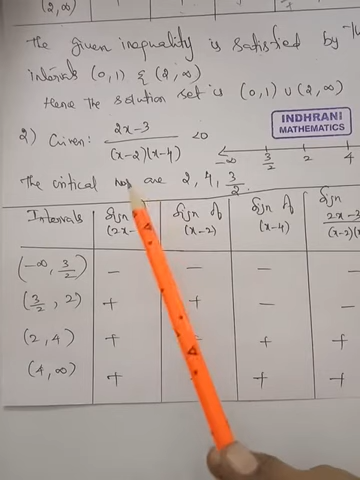 (2, ∞)
The given inequality is satisfied by
intervals (0, 1) & (2, ∞)
Hence the solution set is (0, 1) ∪ (2, ∞)
INDHRANI
MATHEMATICS
2) Given: (2x-3)/((x-2)(x-4)) <0
-∞ 3/2 2 4
The critical nos are 2, 4, 3/2.
Intervals Sign of (2x- Sign of (x-2) Sign of (x-4) Sign of 2x-3/(x-2)(x
(-∞, 3/2) - - - -
(3/2, 2) + + - -
(2, 4) + + +
(4, ∞) + + +